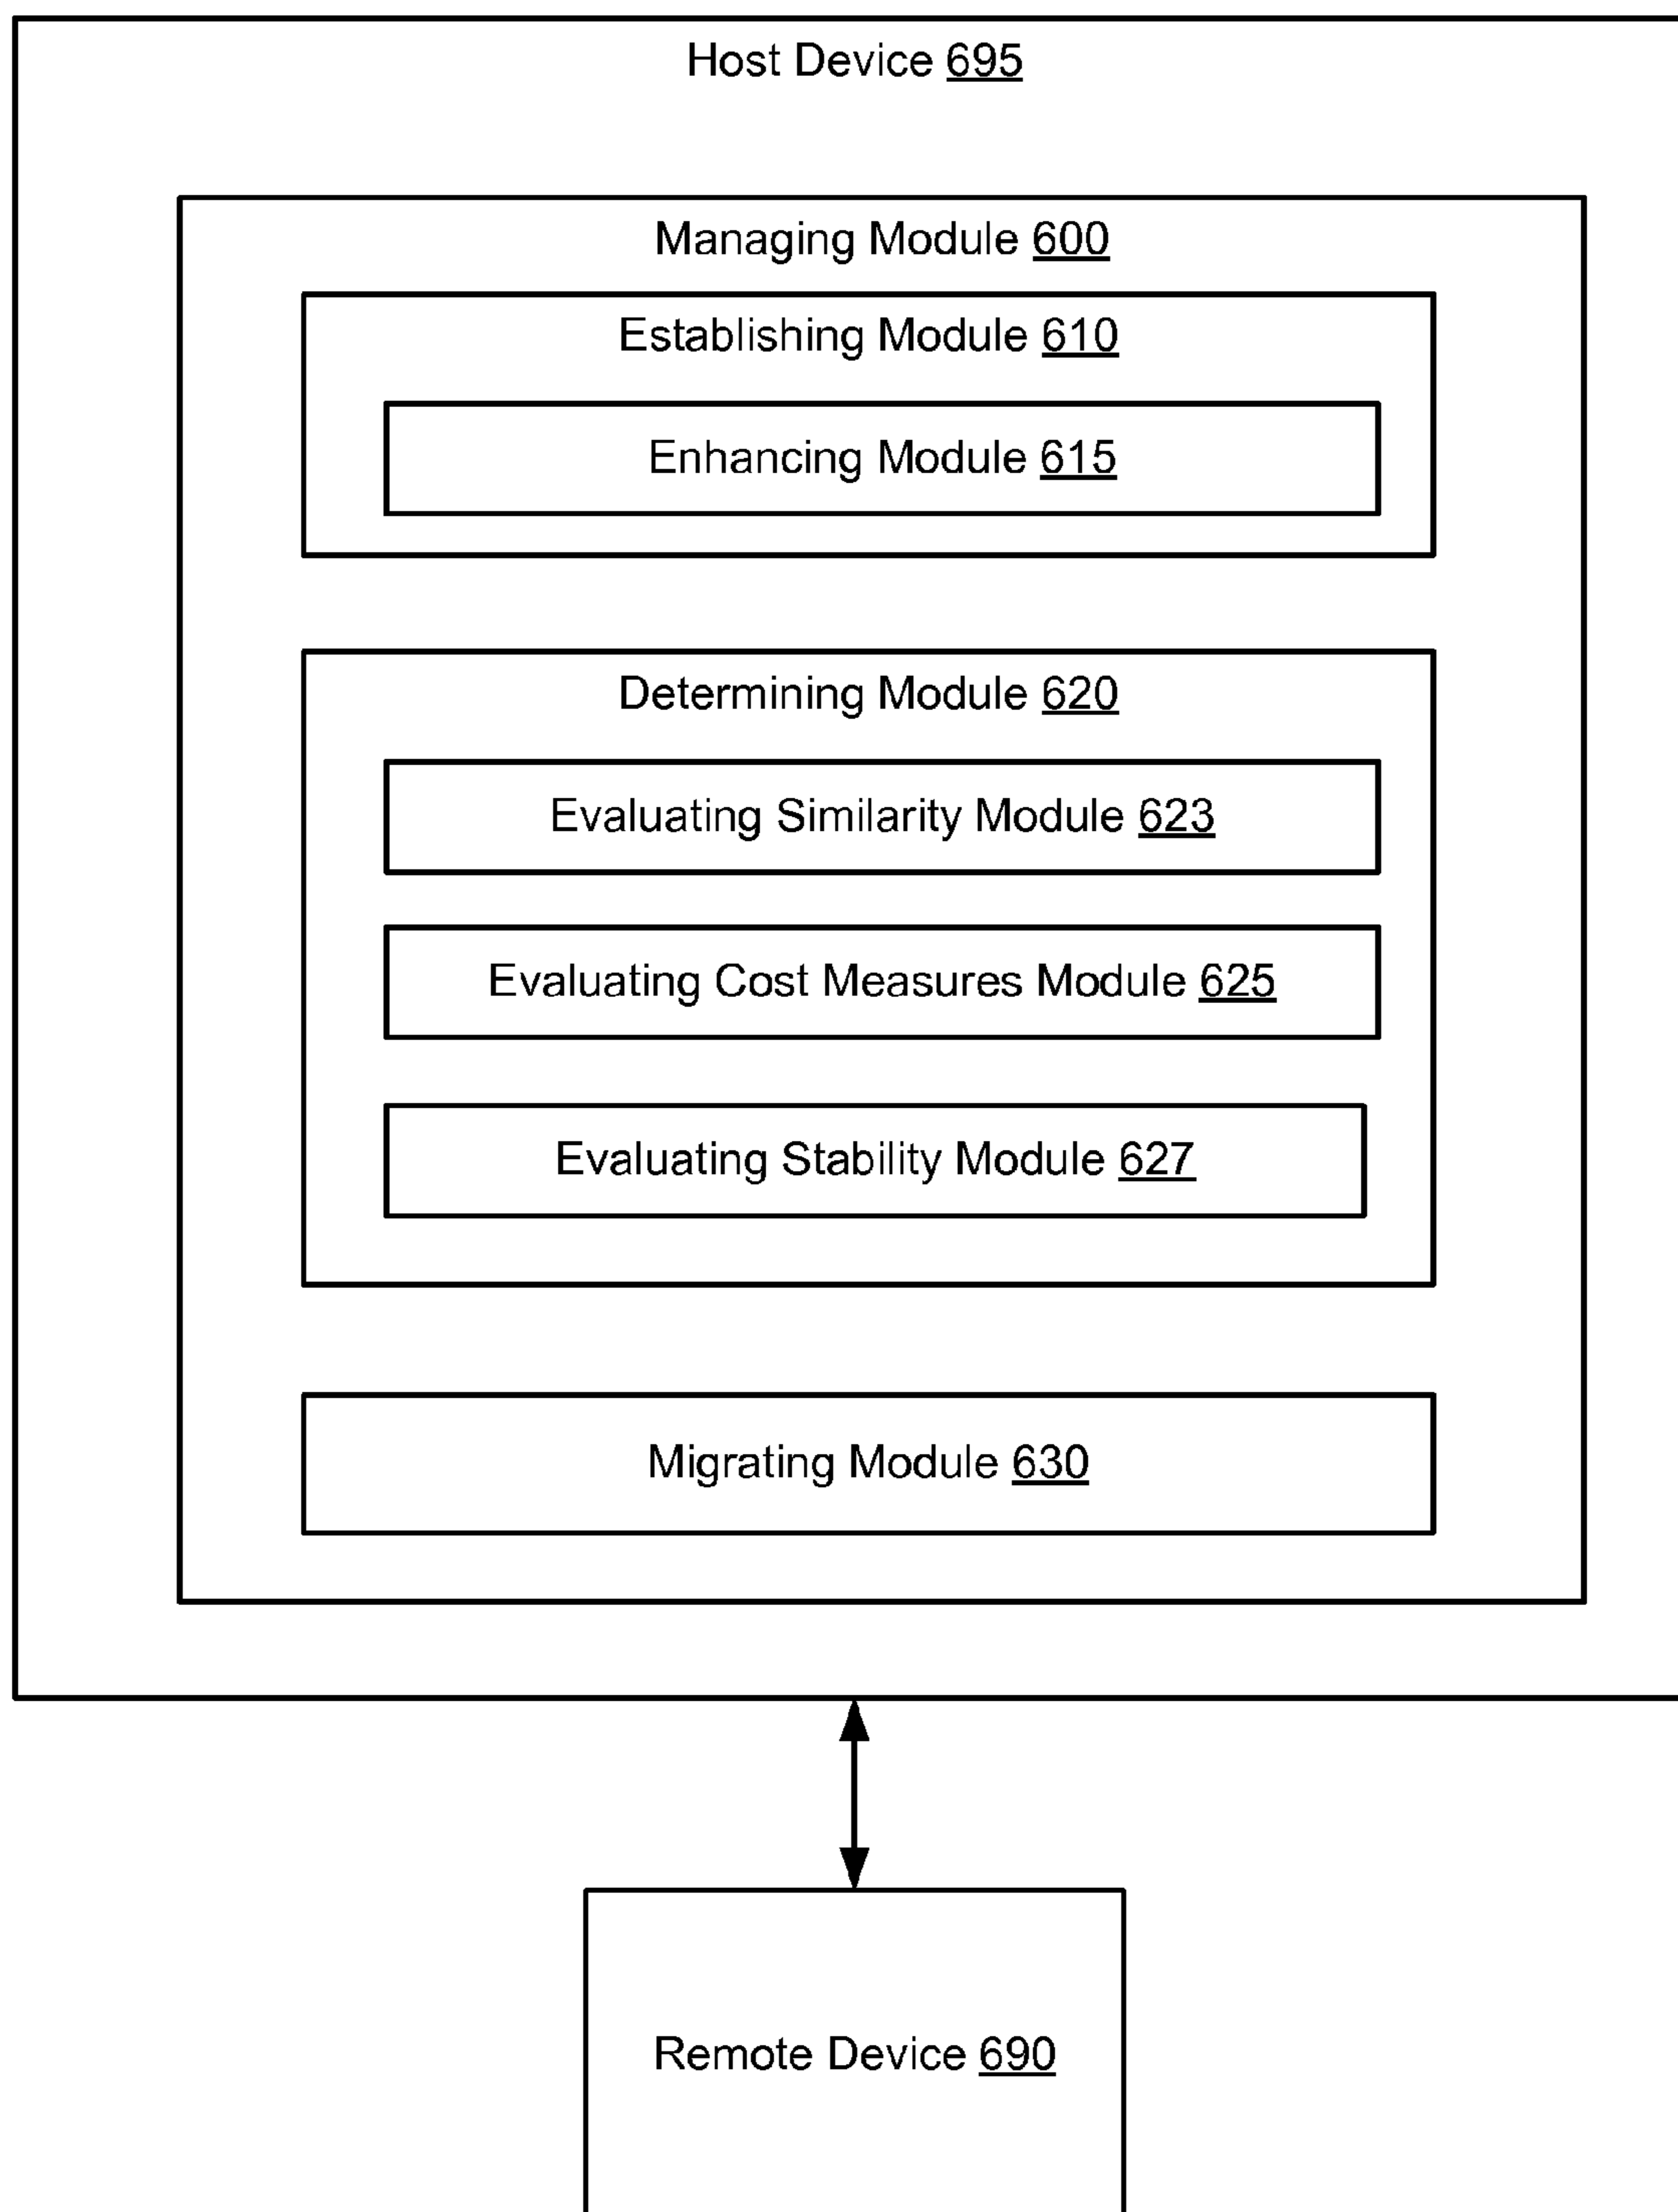 Host Device 695
Managing Module 600
Establishing Module 610
Enhancing Module 615
Determining Module 620
Evaluating Similarity Module 623
Evaluating Cost Measures Module 625
Evaluating Stability Module 627
Migrating Module 630
Remote Device 690